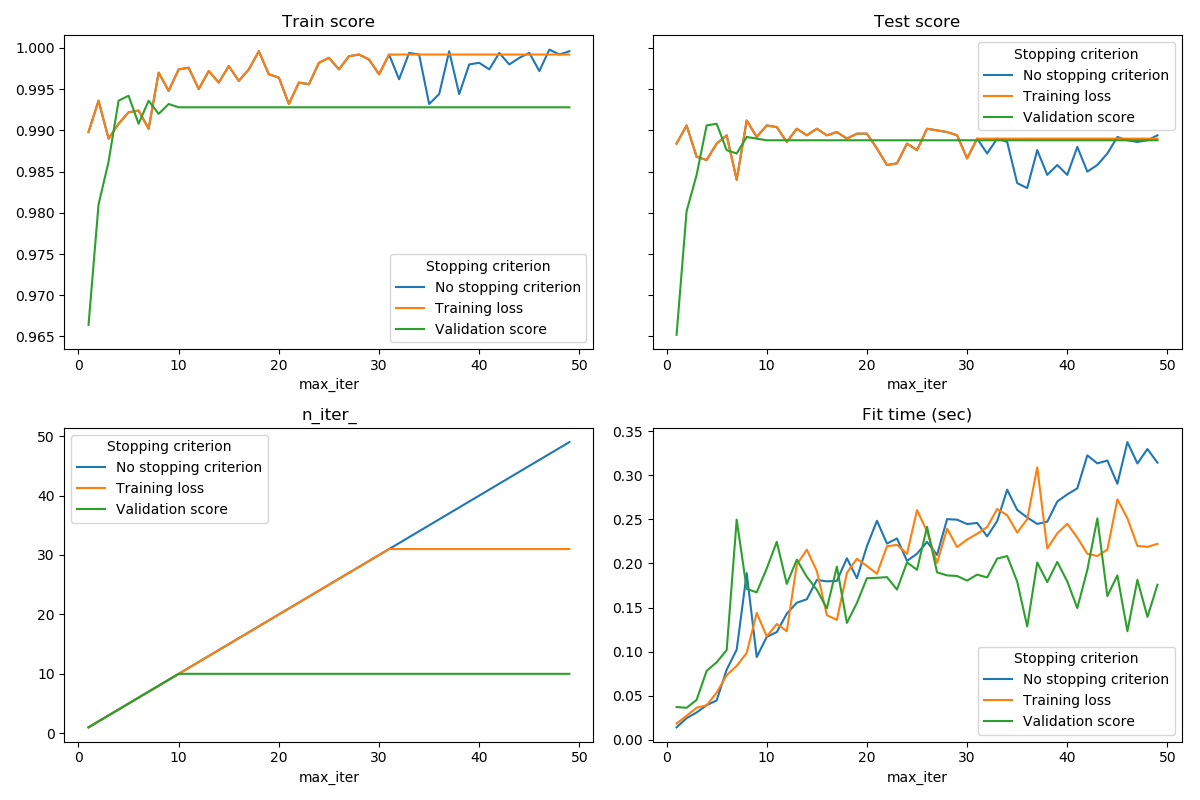 Train score
1.000
0.995
0.990
0.985
0.980
0.975
0.970
0.965
Stopping criterion
No stopping criterion
Training loss
Validation score
0 10 20 30 40 50
max_iter
Test score
Stopping criterion
No stopping criterion
Training loss
Validation score
0 10 20 30 40 50
max_iter
n_iter_
50
40
30
20
10
0
Stopping criterion
No stopping criterion
Training loss
Validation score
0 10 20 30 40 50
max_iter
Fit time (sec)
0.35
0.30
0.25
0.20
0.15
0.10
0.05
0.00
Stopping criterion
No stopping criterion
Training loss
Validation score
0 10 20 30 40 50
max_iter